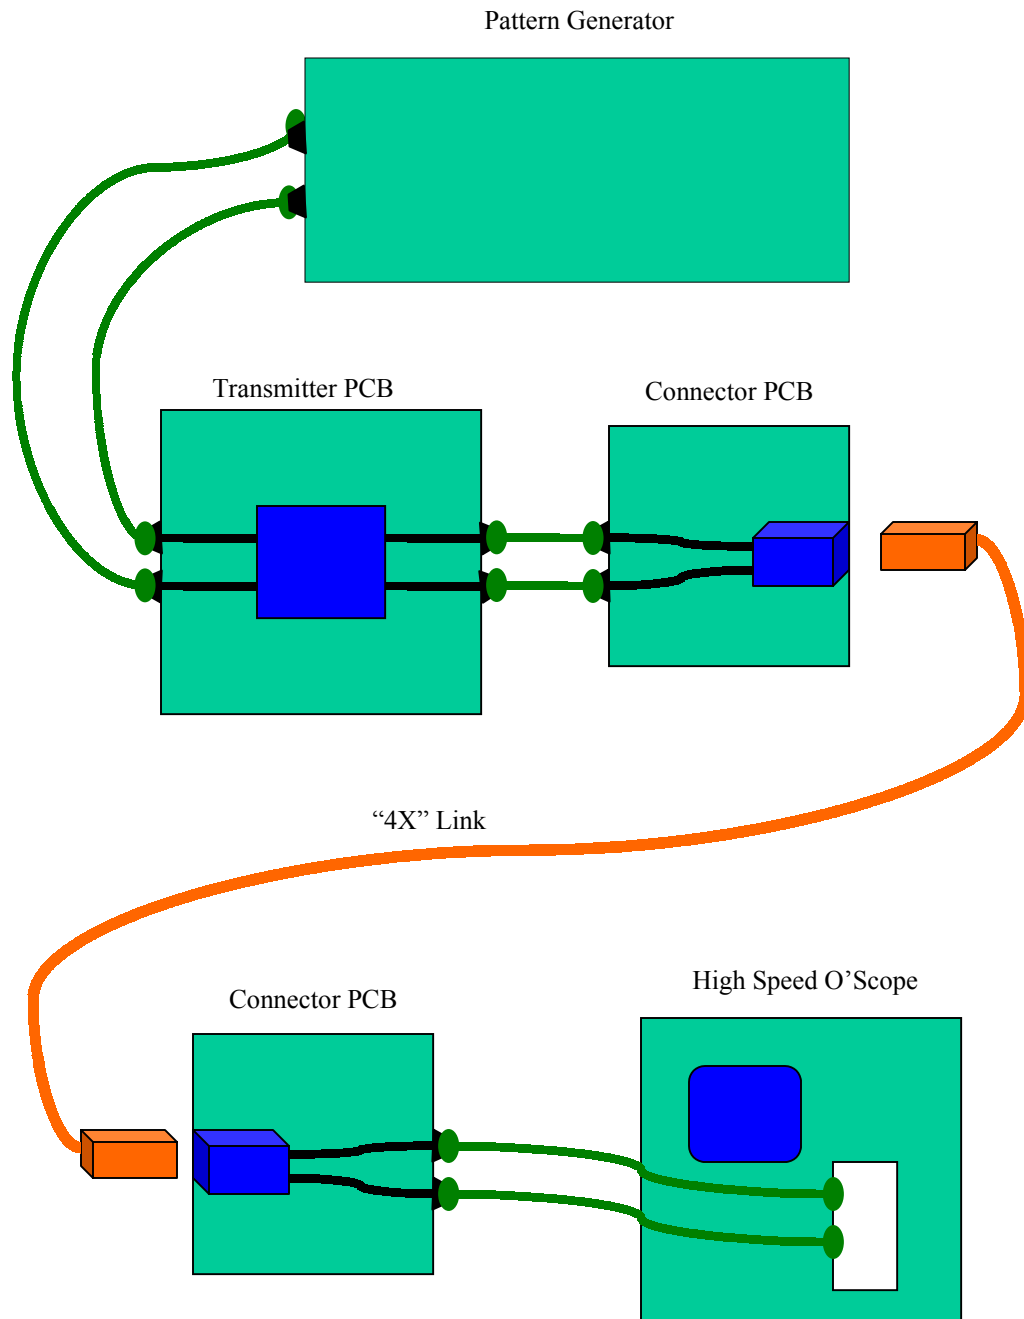 Pattern Generator
Transmitter PCB
Connector PCB
“4X” Link
Connector PCB
High Speed O’Scope